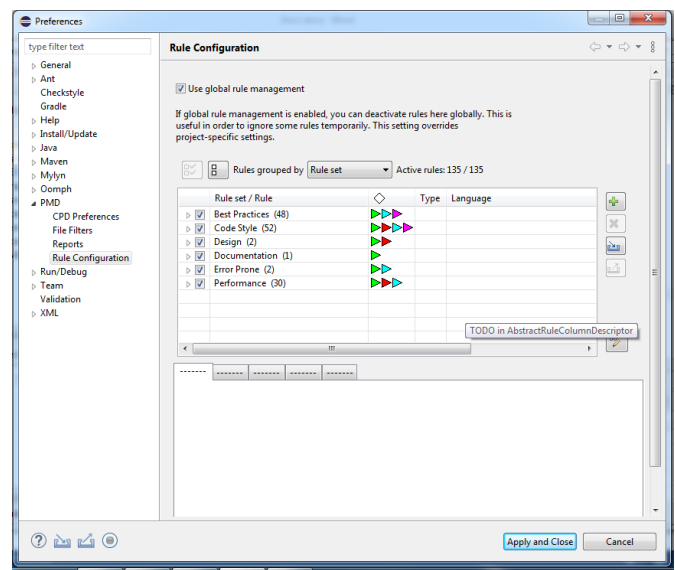 Preferences
type filter text
General
Ant
Checkstyle
Gradle
Help
Install/Update
Java
Maven
Mylyn
Oomph
PMD
CPD Preferences
File Filters
Reports
Rule Configuration
Run/Debug
Team
Validation
XML
Rule Configuration
Use global rule management
If global rule management is enabled, you can deactivate rules here globally. This is
useful in order to ignore some rules temporarily. This setting overrides
project-specific settings.
Rules grouped by Rule set Active rules: 135 / 135
Rule set / Rule Type Language
Best Practices (48)
Code Style (52)
Design (2)
Documentation (1)
Error Prone (2)
Performance (30)
TODO in AbstractRuleColumnDescriptor
------- ------- ------- ------- -------
Apply and Close Cancel